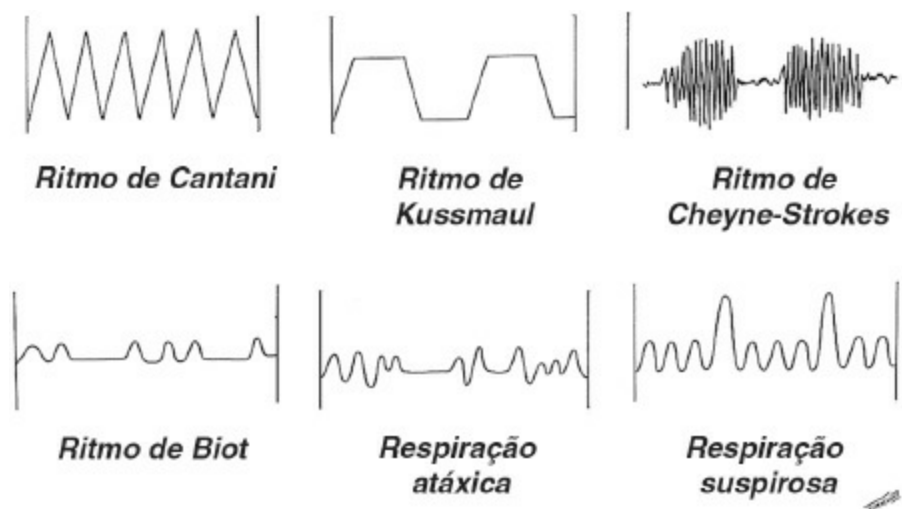 Ritmo de Cantani
Ritmo de
Kussmaul
Ritmo de
Cheyne-Strokes
Ritmo de Biot
Respiração
atáxica
Respiração
suspirosa